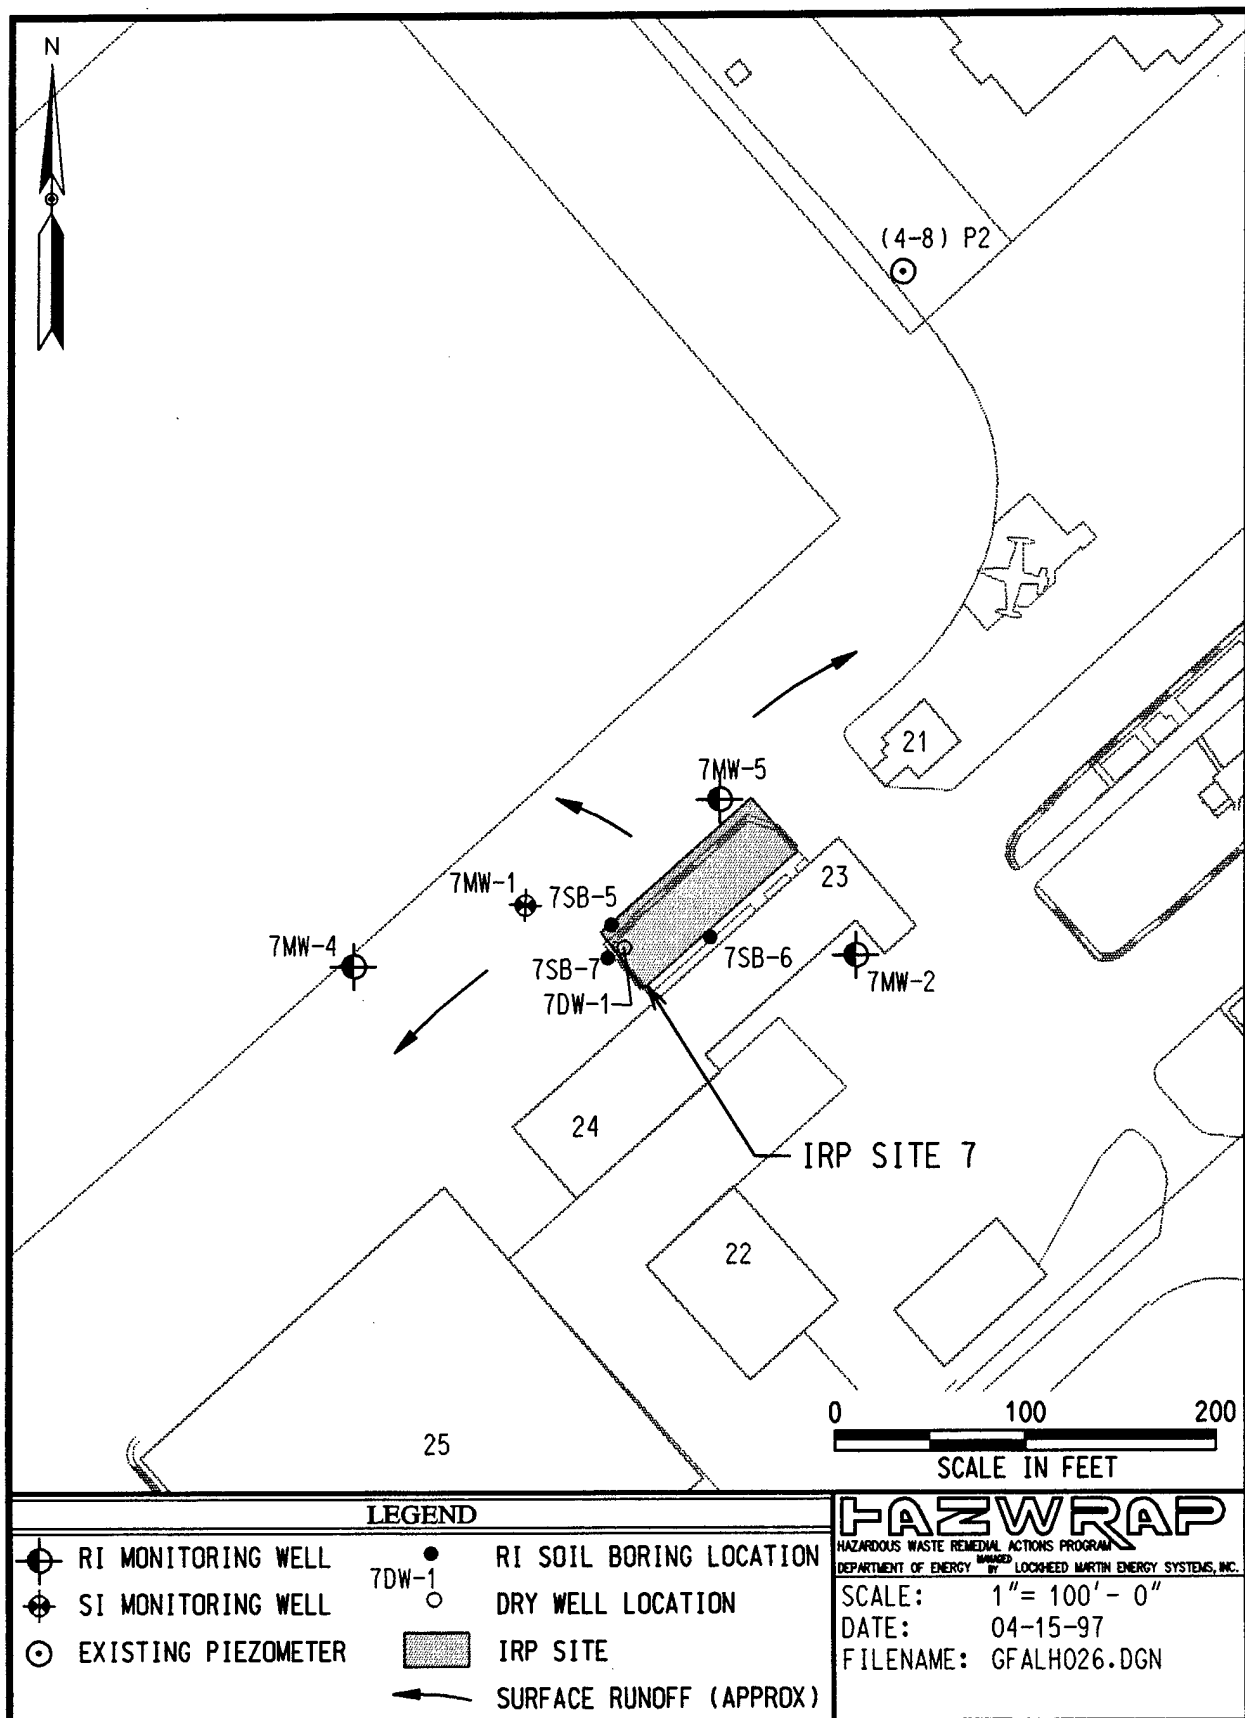 N
(4-8) P2
21
7MW-5
23
7MW-1
7SB-5
7MW-4
7SB-7
7SB-6
7MW-2
7DW-1
24
IRP SITE 7
22
25
0 100 200
SCALE IN FEET
LEGEND
RI MONITORING WELL
SI MONITORING WELL
EXISTING PIEZOMETER
RI SOIL BORING LOCATION
7DW-1
DRY WELL LOCATION
IRP SITE
SURFACE RUNOFF (APPROX)
HAZWRAP
HAZARDOUS WASTE REMEDIAL ACTIONS PROGRAM
DEPARTMENT OF ENERGY MANAGED BY LOCKHEED MARTIN ENERGY SYSTEMS, INC.
SCALE: 1"= 100'- 0"
DATE: 04-15-97
FILENAME: GFALH026.DGN